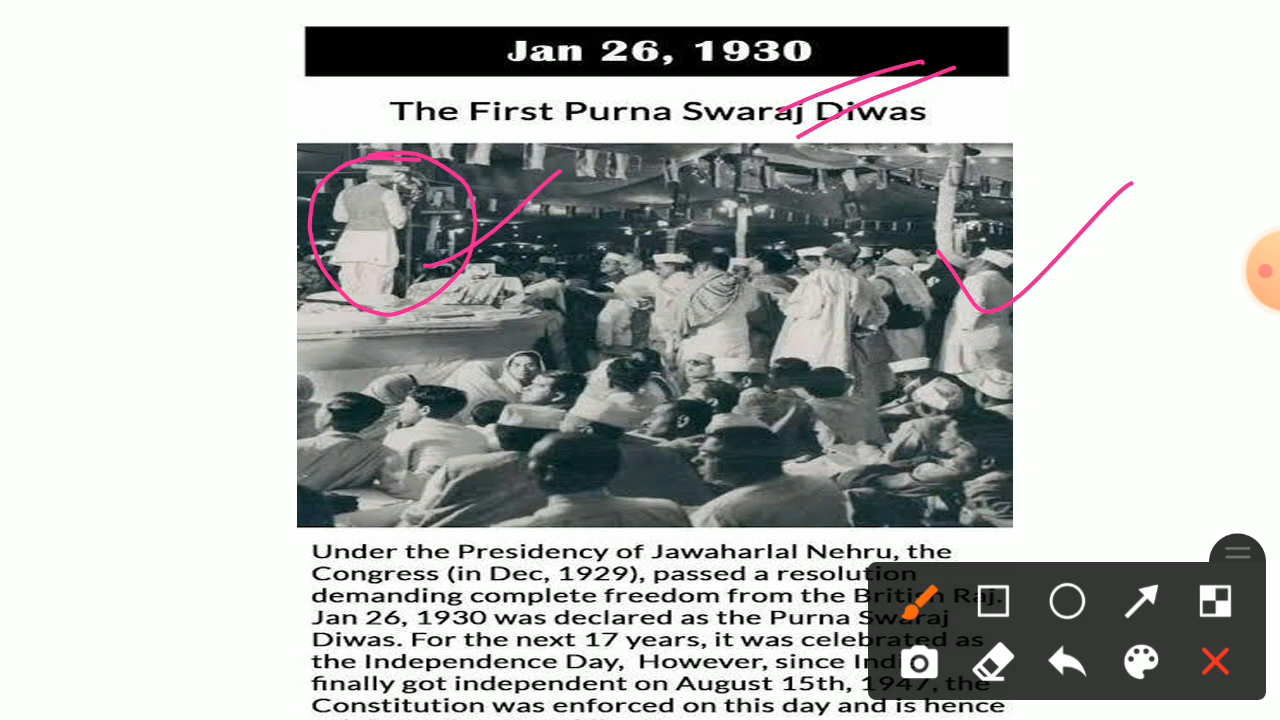 Jan 26, 1930
The First Purna Swaraj Diwas
Under the Presidency of Jawaharlal Nehru, the
Congress (in Dec, 1929), passed a resolution
demanding complete freedom from the British Raj.
Jan 26, 1930 was declared as the Purna Swaraj
Diwas. For the next 17 years, it was celebrated as
the Independence Day, However, since India
finally got independent on August 15th, 1947, the
Constitution was enforced on this day and is hence